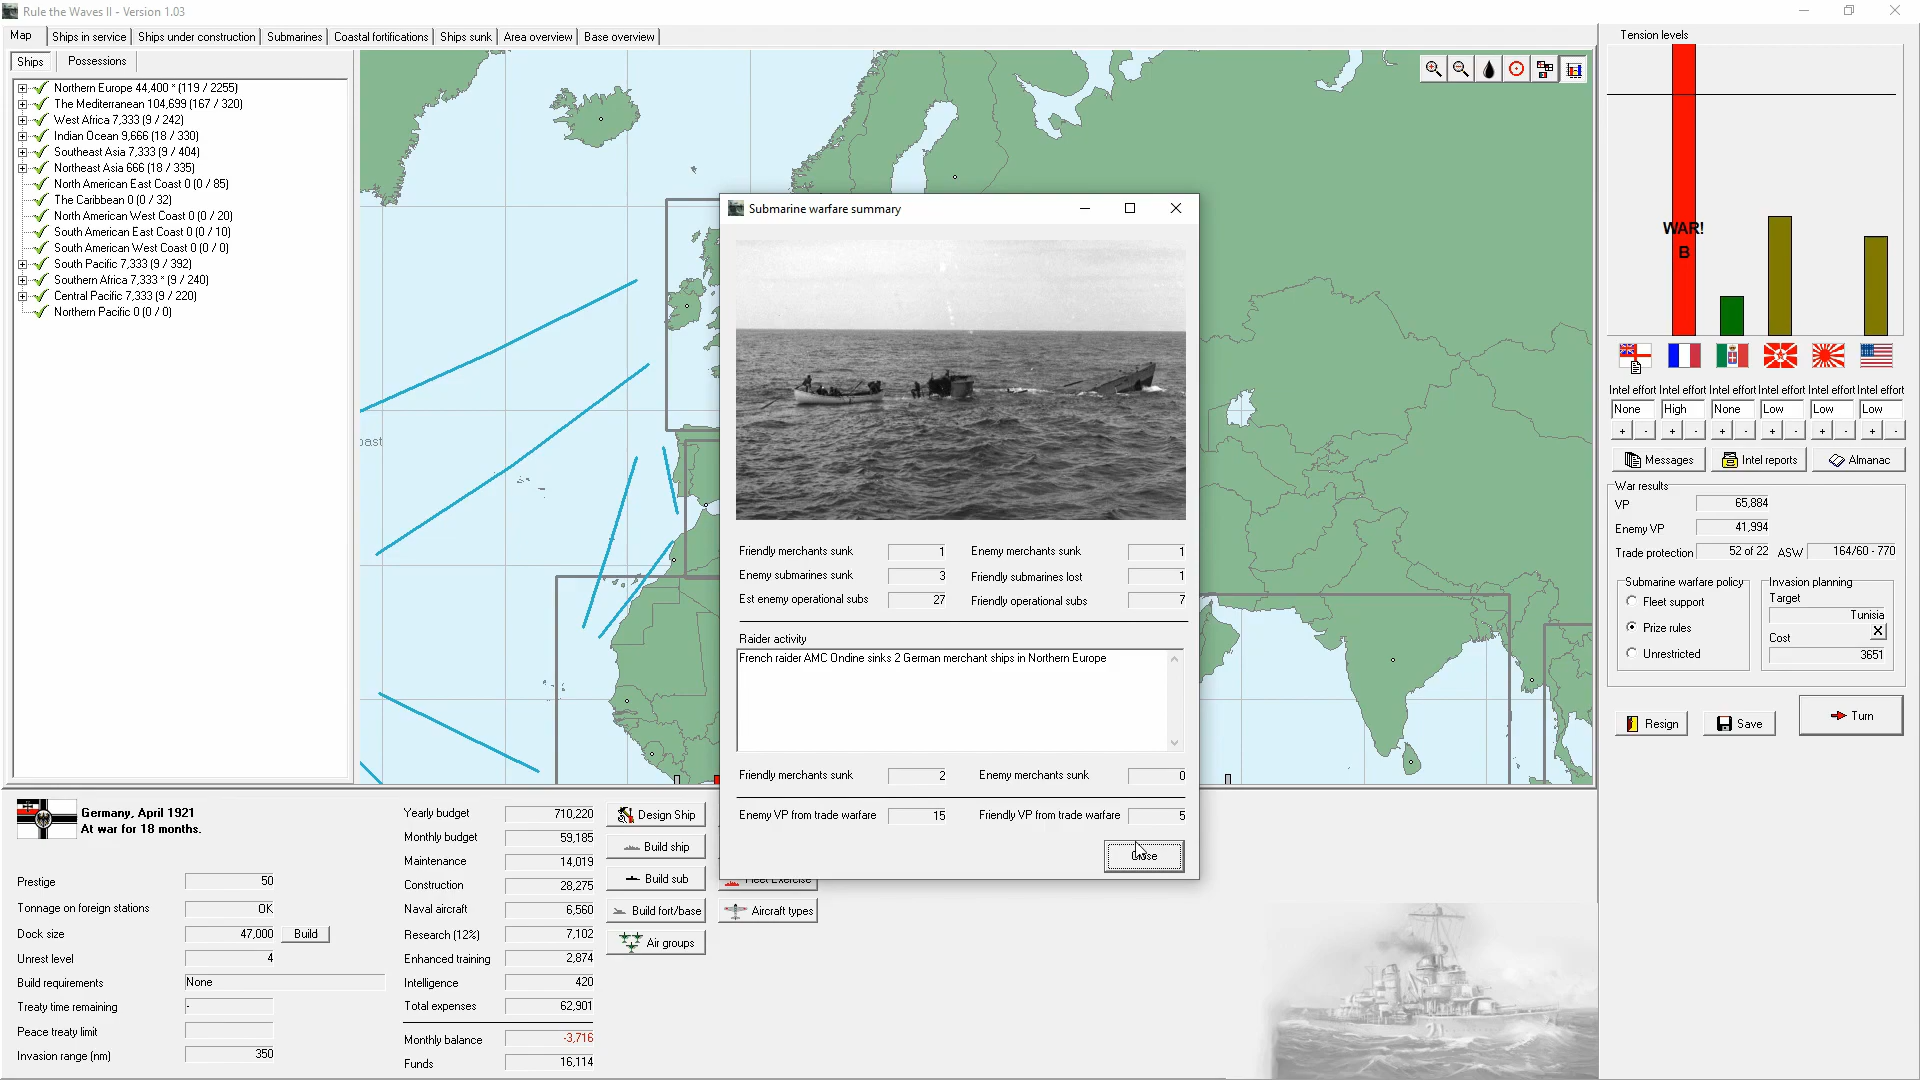 Rule the Waves II - Version 1.03
Map
Ships in service
Ships under construction
Submarines
Coastal fortifications
Ships sunk
Area overview
Base overview
Ships
Possessions
Northern Europe 44,400 * (119 / 2255)
The Mediterranean 104,699 (167 / 320)
West Africa 7,333 (9 / 242)
Indian Ocean 9,666 (18 / 330)
Southeast Asia 7,333 (9 / 404)
Northeast Asia 666 (18 / 335)
North American East Coast 0 (0 / 85)
The Caribbean 0 (0 / 32)
North American West Coast 0 (0 / 20)
South American East Coast 0 (0 / 10)
South American West Coast 0 (0 / 0)
South Pacific 7,333 (9 / 392)
Southern Africa 7,333 * (9 / 240)
Central Pacific 7,333 (9 / 220)
Northern Pacific 0 (0 / 0)
Submarine warfare summary
Friendly merchants sunk 1 Enemy merchants sunk 1
Enemy submarines sunk 3 Friendly submarines lost 1
Est enemy operational subs 27 Friendly operational subs 7
Raider activity
French raider AMC Ondine sinks 2 German merchant ships in Northern Europe
Friendly merchants sunk 2 Enemy merchants sunk 0
Enemy VP from trade warfare 15 Friendly VP from trade warfare 5
Tension levels
WAR!
B
Intel effort Intel effort Intel effort Intel effort Intel effort Intel effort
None High None Low Low Low
+ - + - + - + - + - + -
Messages Intel reports Almanac
War results
VP 65,884
Enemy VP 41,994
Trade protection 52 of 22 ASW 164/60 - 770
Submarine warfare policy
Fleet support
Prize rules
Unrestricted
Invasion planning
Target
Tunisia
Cost
3651
Resign
Save
Turn
Germany, April 1921
At war for 18 months.
Prestige 50
Tonnage on foreign stations OK
Dock size 47,000 Build
Unrest level 4
Build requirements None
Treaty time remaining -
Peace treaty limit
Invasion range (nm) 350
Yearly budget 710,220
Monthly budget 59,185
Maintenance 14,019
Construction 28,275
Naval aircraft 6,560
Research (12%) 7,102
Enhanced training 2,874
Intelligence 420
Total expenses 62,901
Monthly balance -3,716
Funds 16,114
Design Ship
Build ship
Build sub
Build fort/base
Air groups
Fleet Exercise
Aircraft types